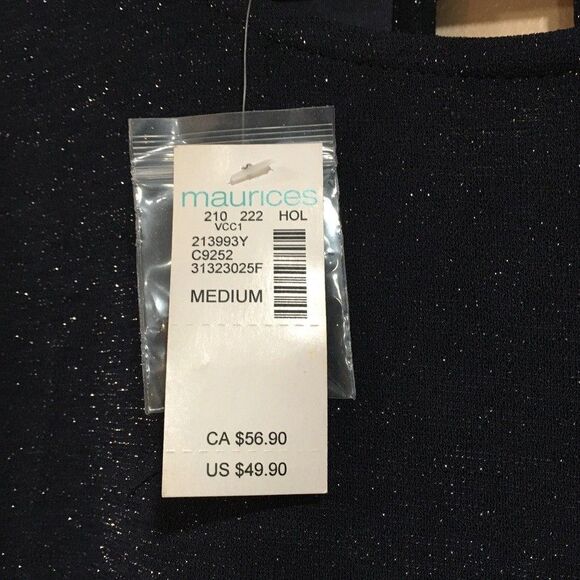 maurices
210 222 HOL
VCC1
213993Y
C9252
31323025F
MEDIUM
CA $56.90
US $49.90